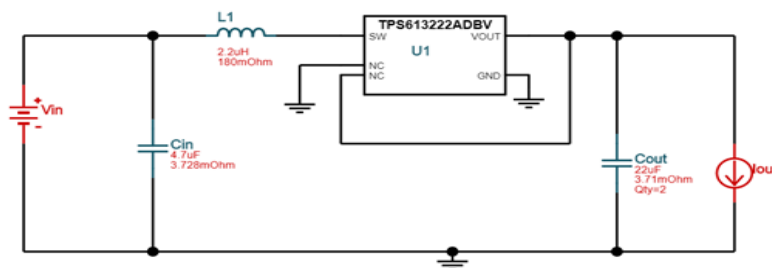 L1
2.2uH
180mOhm
TPS613222ADBV
SW
VOUT
U1
NC
NC
GND
+
Vin
-
Cin
4.7uF
3.728mOhm
Cout
22uF
3.71mOhm
Qty=2
Iou